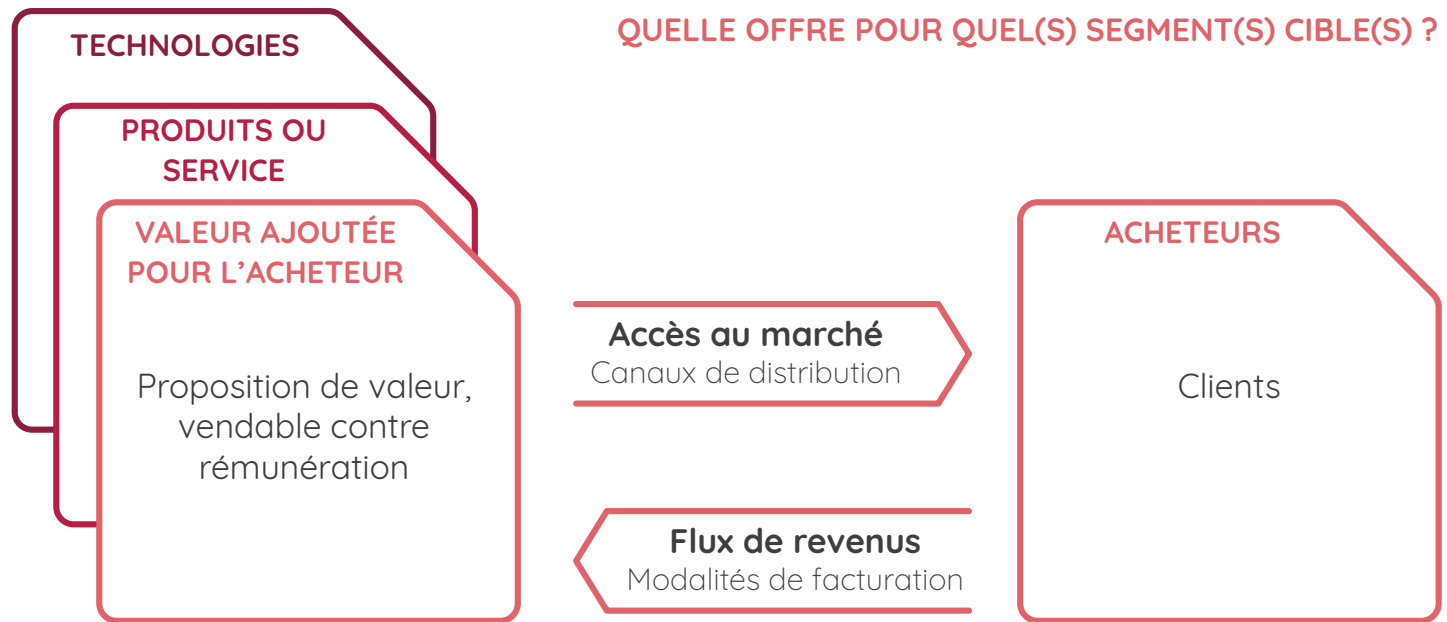 QUELLE OFFRE POUR QUEL(S) SEGMENT(S) CIBLE(S) ?
TECHNOLOGIES
PRODUITS OU
SERVICE
VALEUR AJOUTÉE
POUR L’ACHETEUR
Proposition de valeur,
vendable contre
rémunération
Accès au marché
Canaux de distribution
Flux de revenus
Modalités de facturation
ACHETEURS
Clients